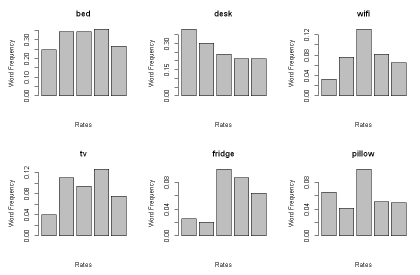 bed
Word Frequency
0.00 0.10 0.20 0.30
Rates
desk
Word Frequency
0.00 0.15 0.30
Rates
wifi
Word Frequency
0.00 0.04 0.08 0.12
Rates
tv
Word Frequency
0.00 0.04 0.08 0.12
Rates
fridge
Word Frequency
0.00 0.04 0.08
Rates
pillow
Word Frequency
0.00 0.04 0.08
Rates